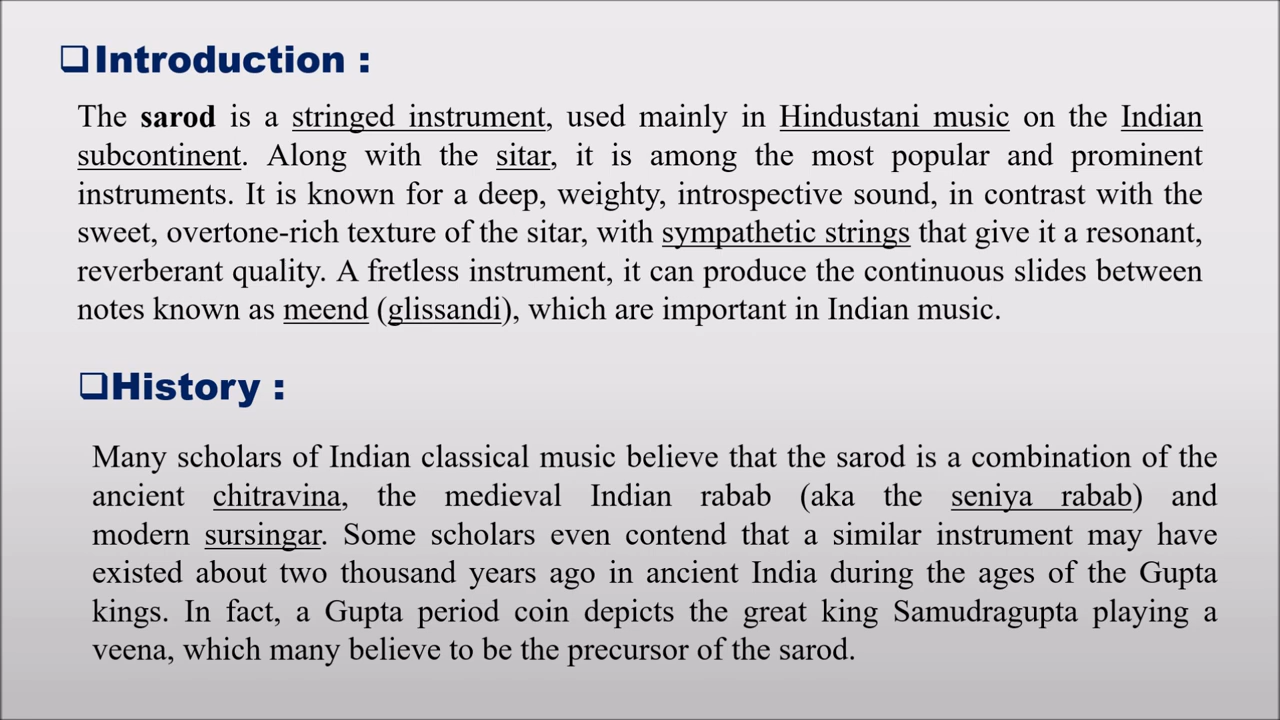 ❑Introduction :
The sarod is a stringed instrument, used mainly in Hindustani music on the Indian
subcontinent. Along with the sitar, it is among the most popular and prominent
instruments. It is known for a deep, weighty, introspective sound, in contrast with the
sweet, overtone-rich texture of the sitar, with sympathetic strings that give it a resonant,
reverberant quality. A fretless instrument, it can produce the continuous slides between
notes known as meend (glissandi), which are important in Indian music.
❑History :
Many scholars of Indian classical music believe that the sarod is a combination of the
ancient chitravina, the medieval Indian rabab (aka the seniya rabab) and
modern sursingar. Some scholars even contend that a similar instrument may have
existed about two thousand years ago in ancient India during the ages of the Gupta
kings. In fact, a Gupta period coin depicts the great king Samudragupta playing a
veena, which many believe to be the precursor of the sarod.